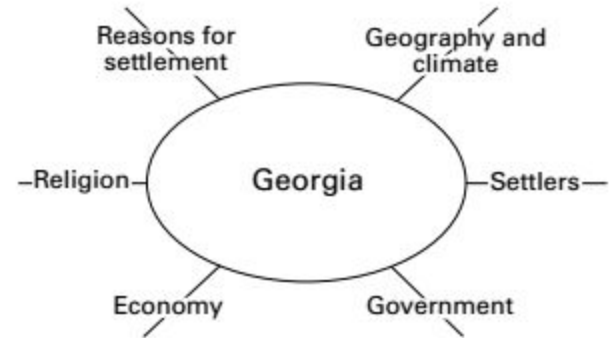 Reasons for
settlement
Geography and
climate
Religion
Georgia
Settlers
Economy
Government